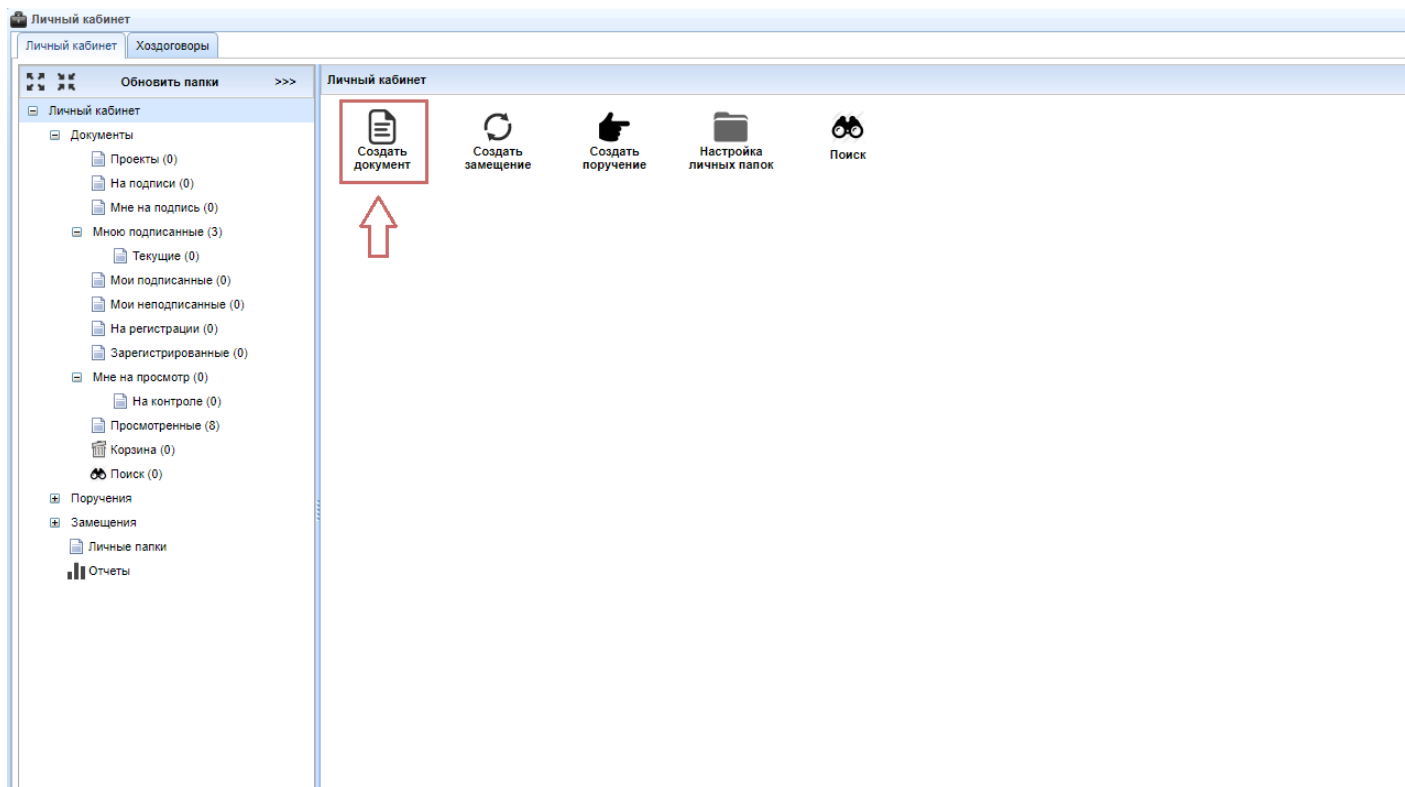 Личный кабинет
Личный кабинет
Хоздоговоры
Обновить папки >>>
Личный кабинет
Документы
Проекты (0)
На подписи (0)
Мне на подпись (0)
Мною подписанные (3)
Текущие (0)
Мои подписанные (0)
Мои неподписанные (0)
На регистрации (0)
Зарегистрированные (0)
Мне на просмотр (0)
На контроле (0)
Просмотренные (8)
Корзина (0)
Поиск (0)
Поручения
Замещения
Личные папки
Отчеты
Личный кабинет
Создать
документ
Создать
замещение
Создать
поручение
Настройка
личных папок
Поиск